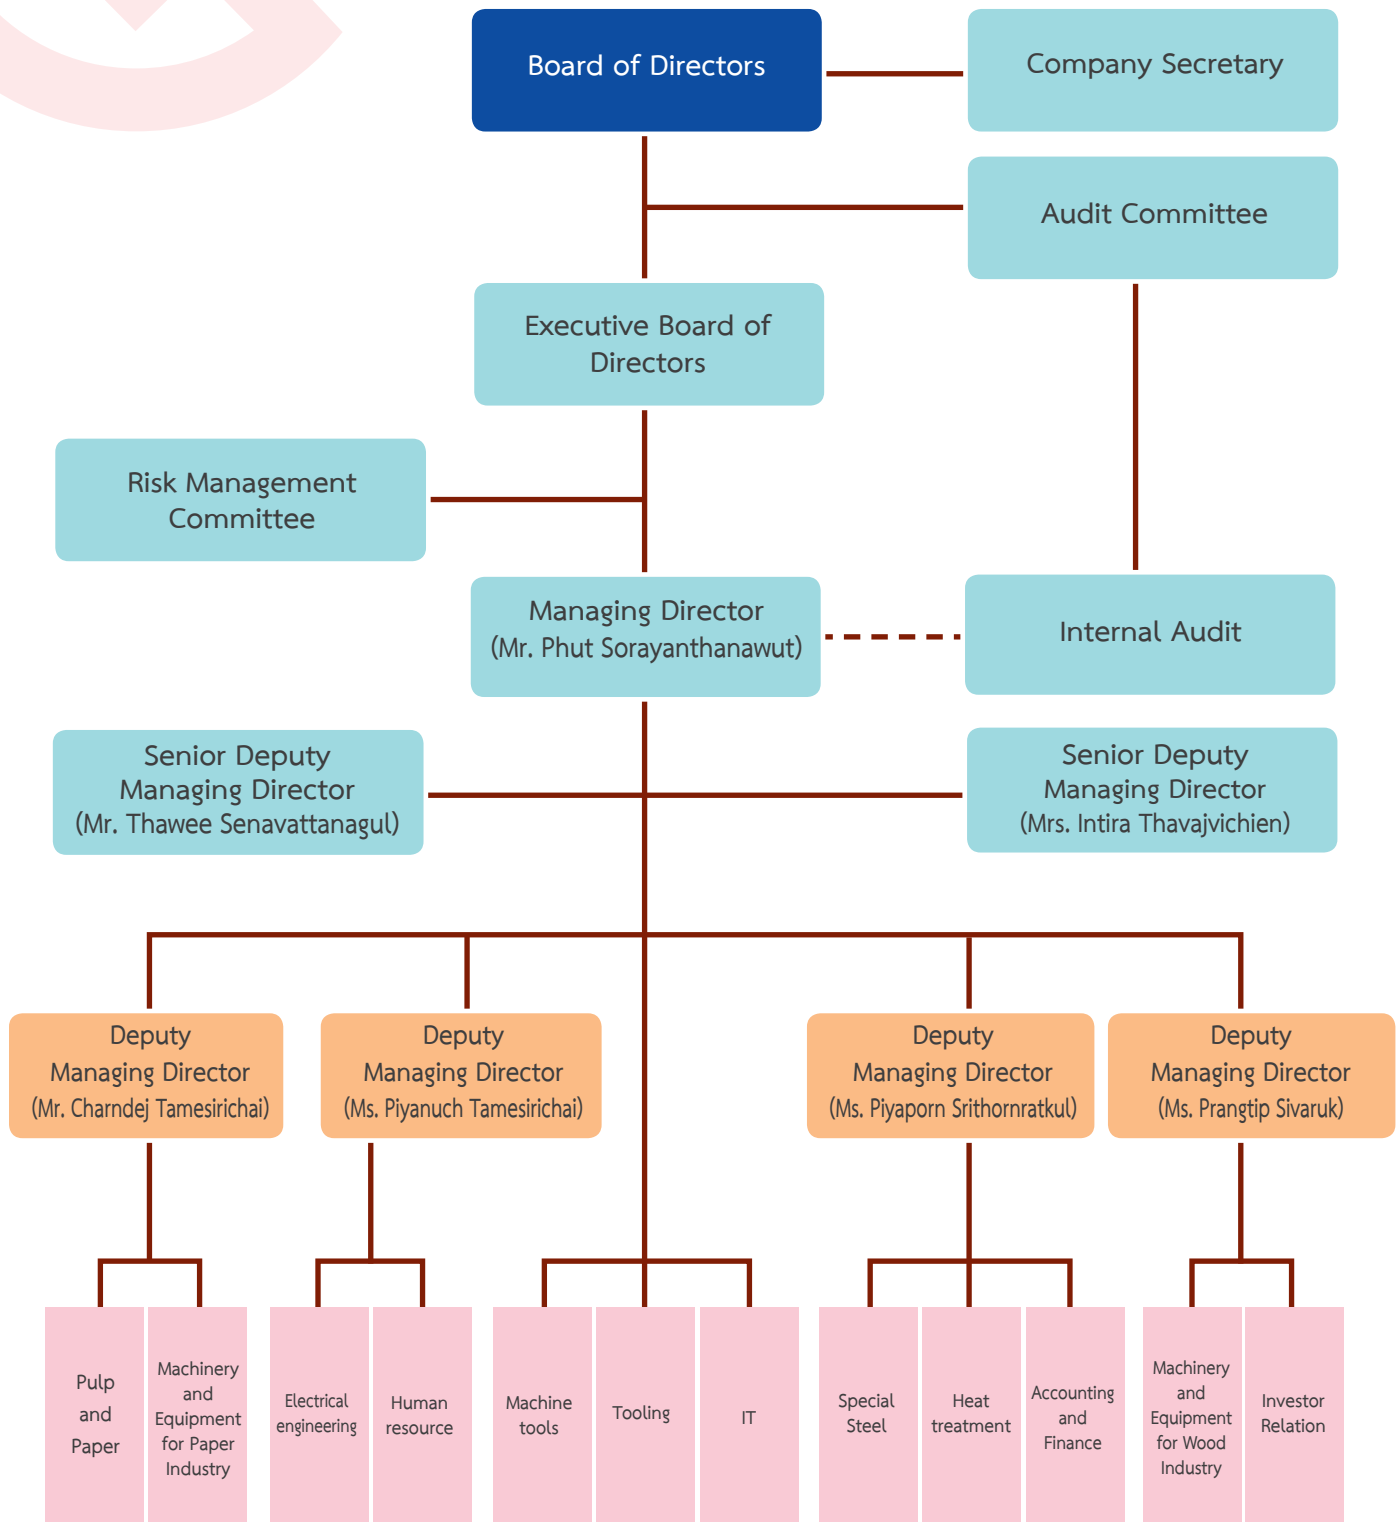 Board of Directors
Company Secretary
Audit Committee
Executive Board of
Directors
Risk Management
Committee
Managing Director
(Mr. Phut Sorayanthanawut)
Internal Audit
Senior Deputy
Managing Director
(Mr. Thawee Senavattanagul)
Senior Deputy
Managing Director
(Mrs. Intira Thavajvichien)
Deputy
Managing Director
(Mr. Charndej Tamesirichai)
Deputy
Managing Director
(Ms. Piyanuch Tamesirichai)
Deputy
Managing Director
(Ms. Piyaporn Srithornratkul)
Deputy
Managing Director
(Ms. Prangtip Sivaruk)
Pulp
and
Paper
Machinery
and
Equipment
for Paper
Industry
Electrical
engineering
Human
resource
Machine
tools
Tooling
IT
Special
Steel
Heat
treatment
Accounting
and
Finance
Machinery
and
Equipment
for Wood
Industry
Investor
Relation